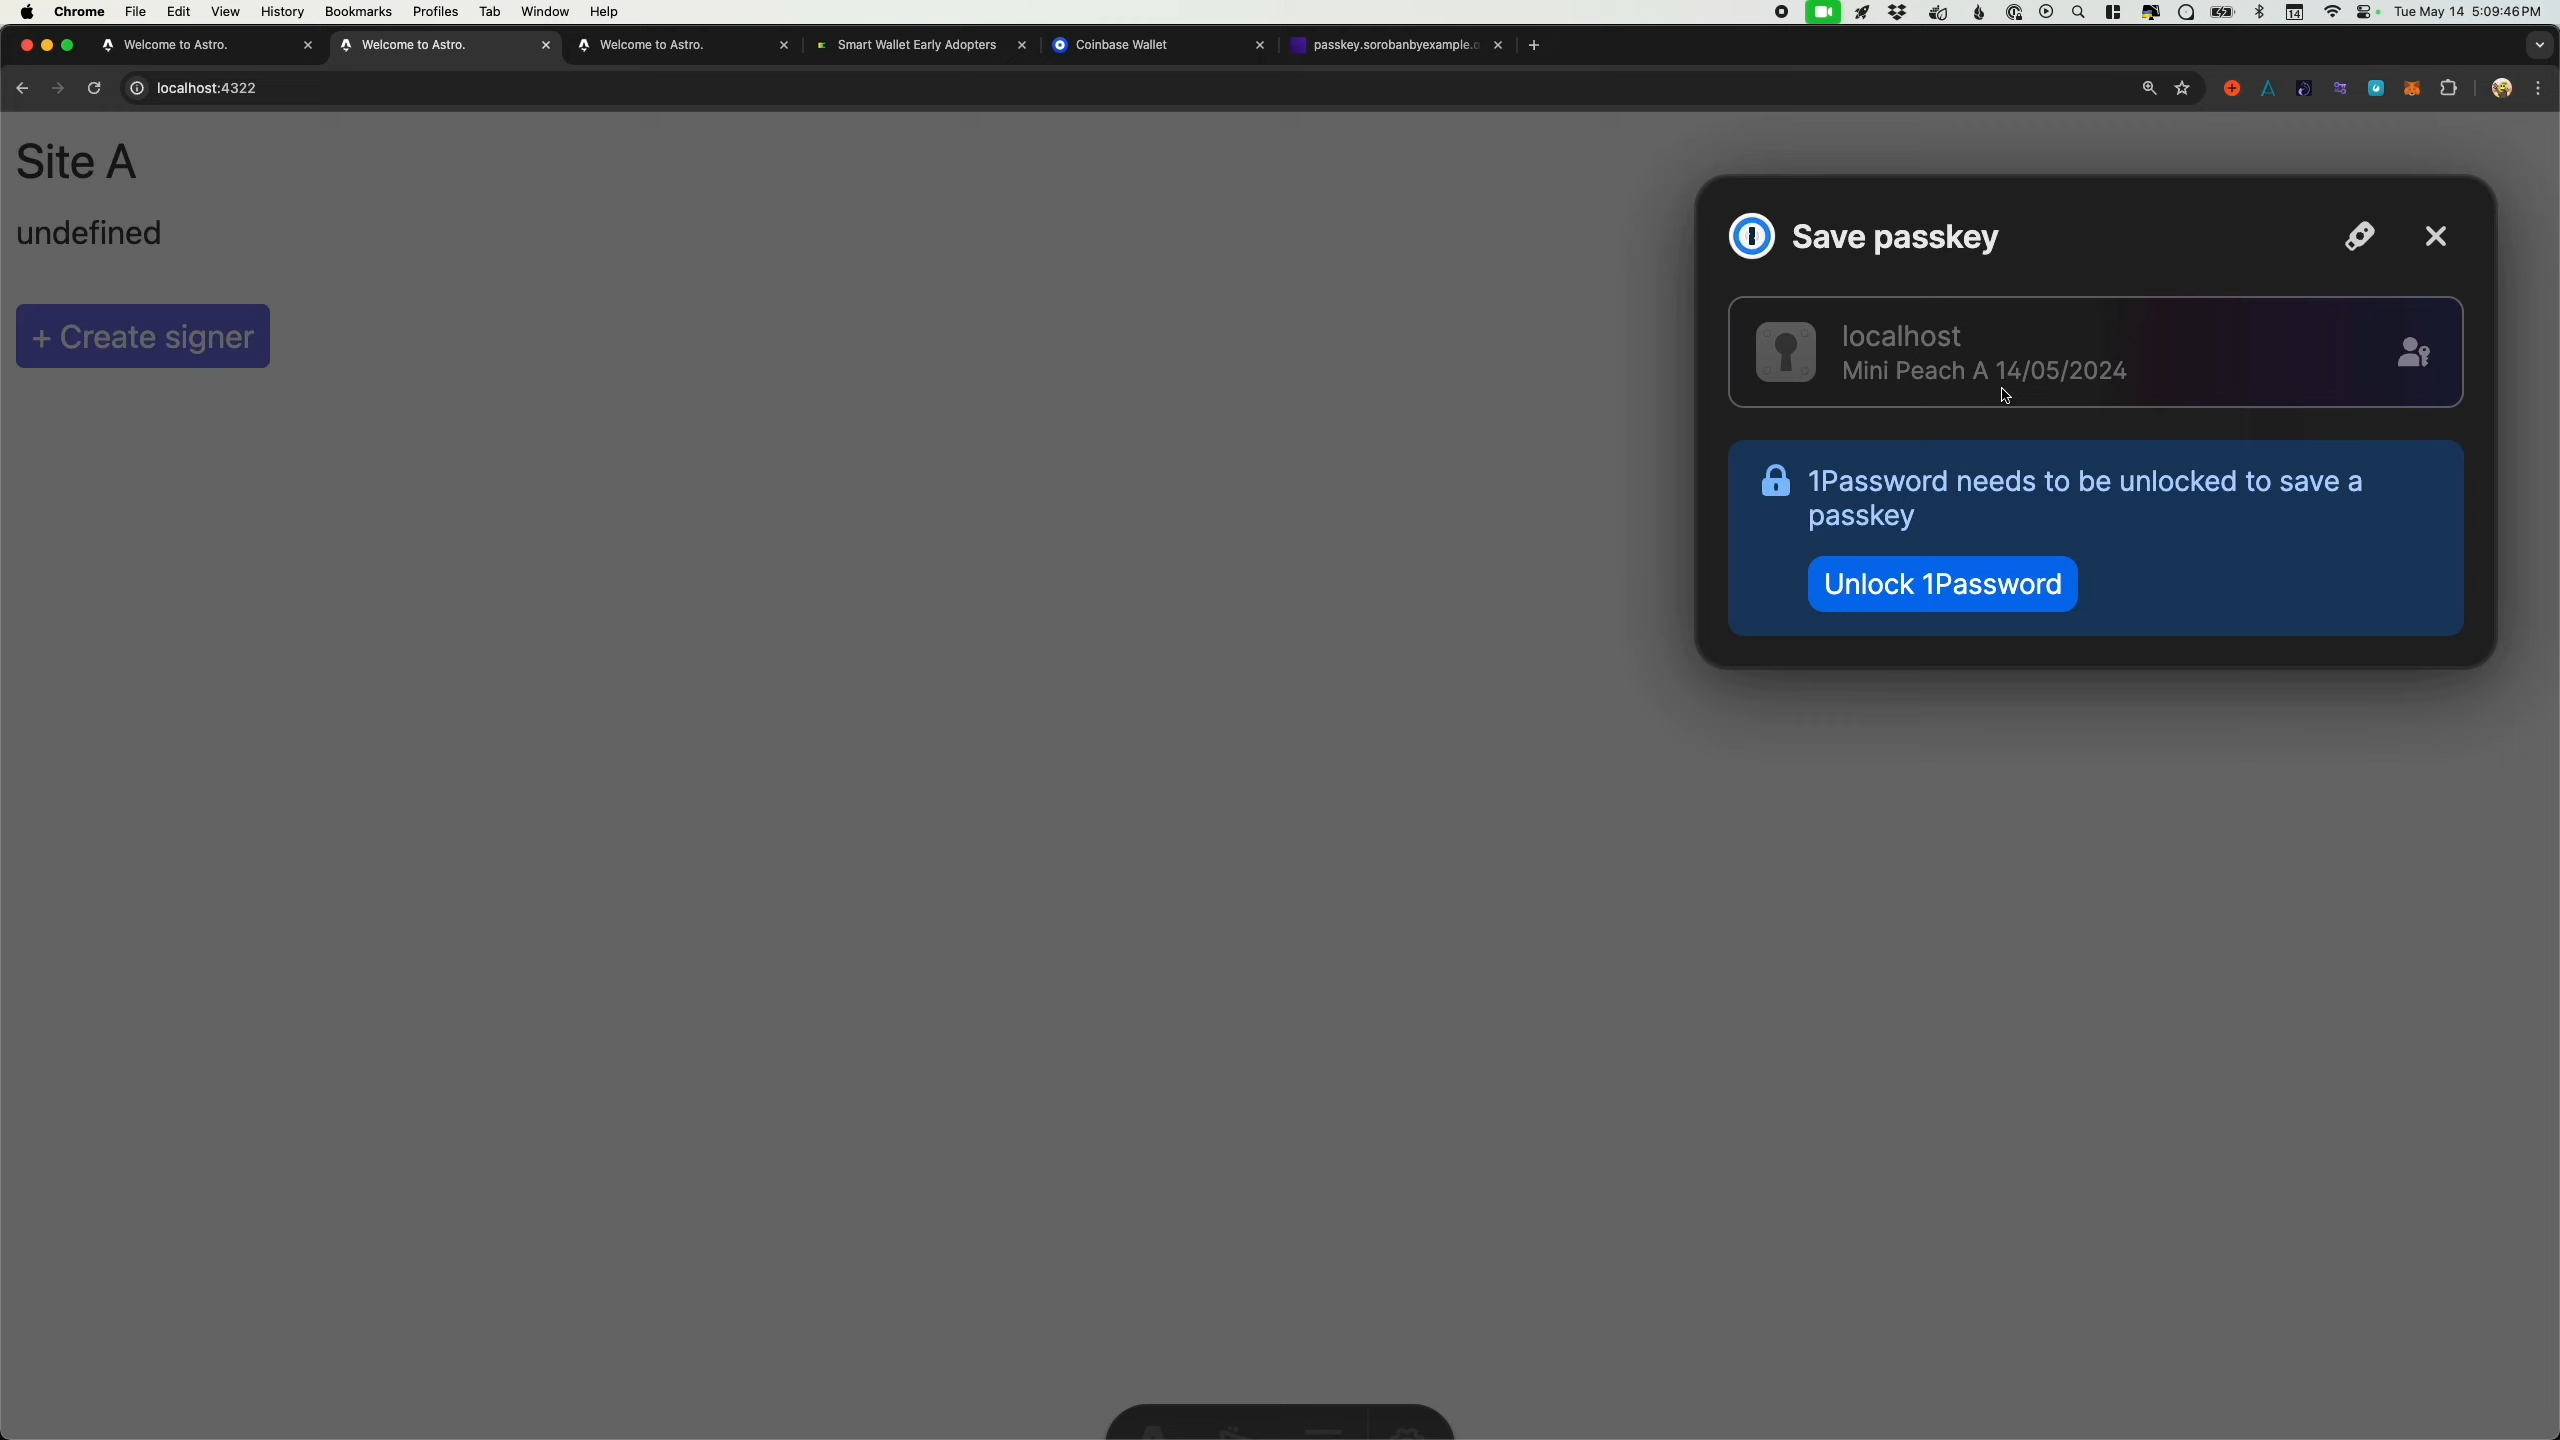 Chrome File Edit View History Bookmarks Profiles Tab Window Help 14 Tue May 14 5:09:46 PM
Welcome to Astro. Welcome to Astro. Welcome to Astro. Smart Wallet Early Adopters Coinbase Wallet passkey.sorobanbyexample.o
localhost:4322
Site A
undefined
+ Create signer
Save passkey
localhost
Mini Peach A 14/05/2024
1Password needs to be unlocked to save a
passkey
Unlock 1Password